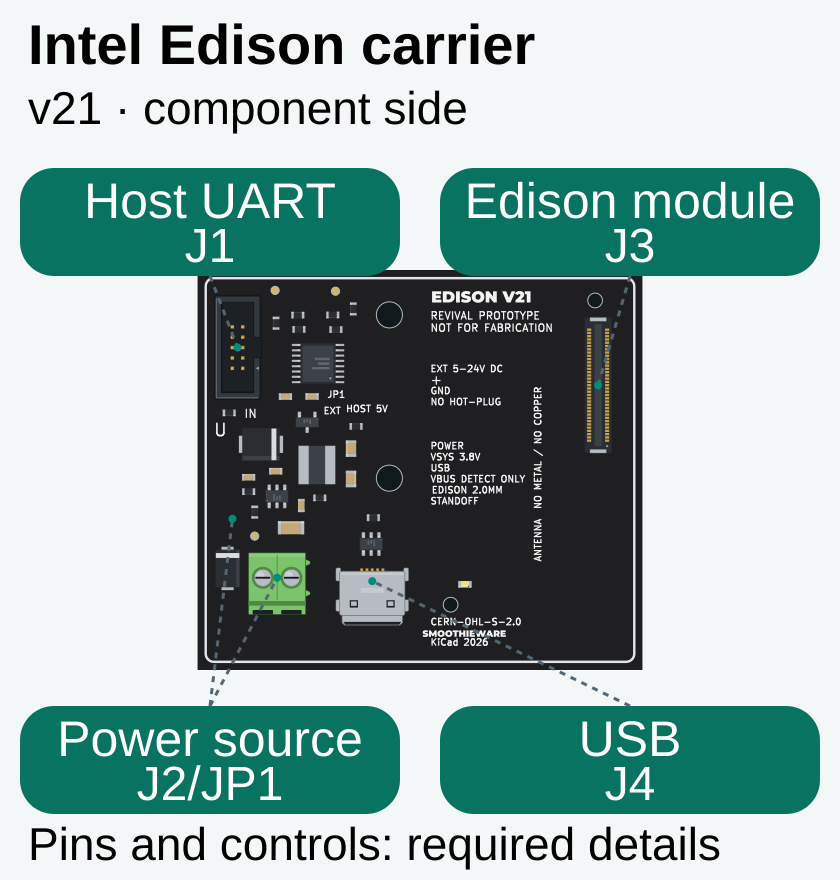 Intel Edison carrier
v21 · component side
Host UART
J1
Edison module
J3
EDISON V21
REVIVAL PROTOTYPE
NOT FOR FABRICATION
EXT 5–24V DC
+
GND
NO HOT-PLUG
JP1
EXT HOST 5V
IN
U
POWER
VSYS 3.8V
USB
VBUS DETECT ONLY
EDISON 2.0MM
STANDOFF
ANTENNA NO METAL / NO COPPER
CERN-OHL-S-2.0
SMOOTHIEWARE
KiCad 2026
Power source
J2/JP1
USB
J4
Pins and controls: required details